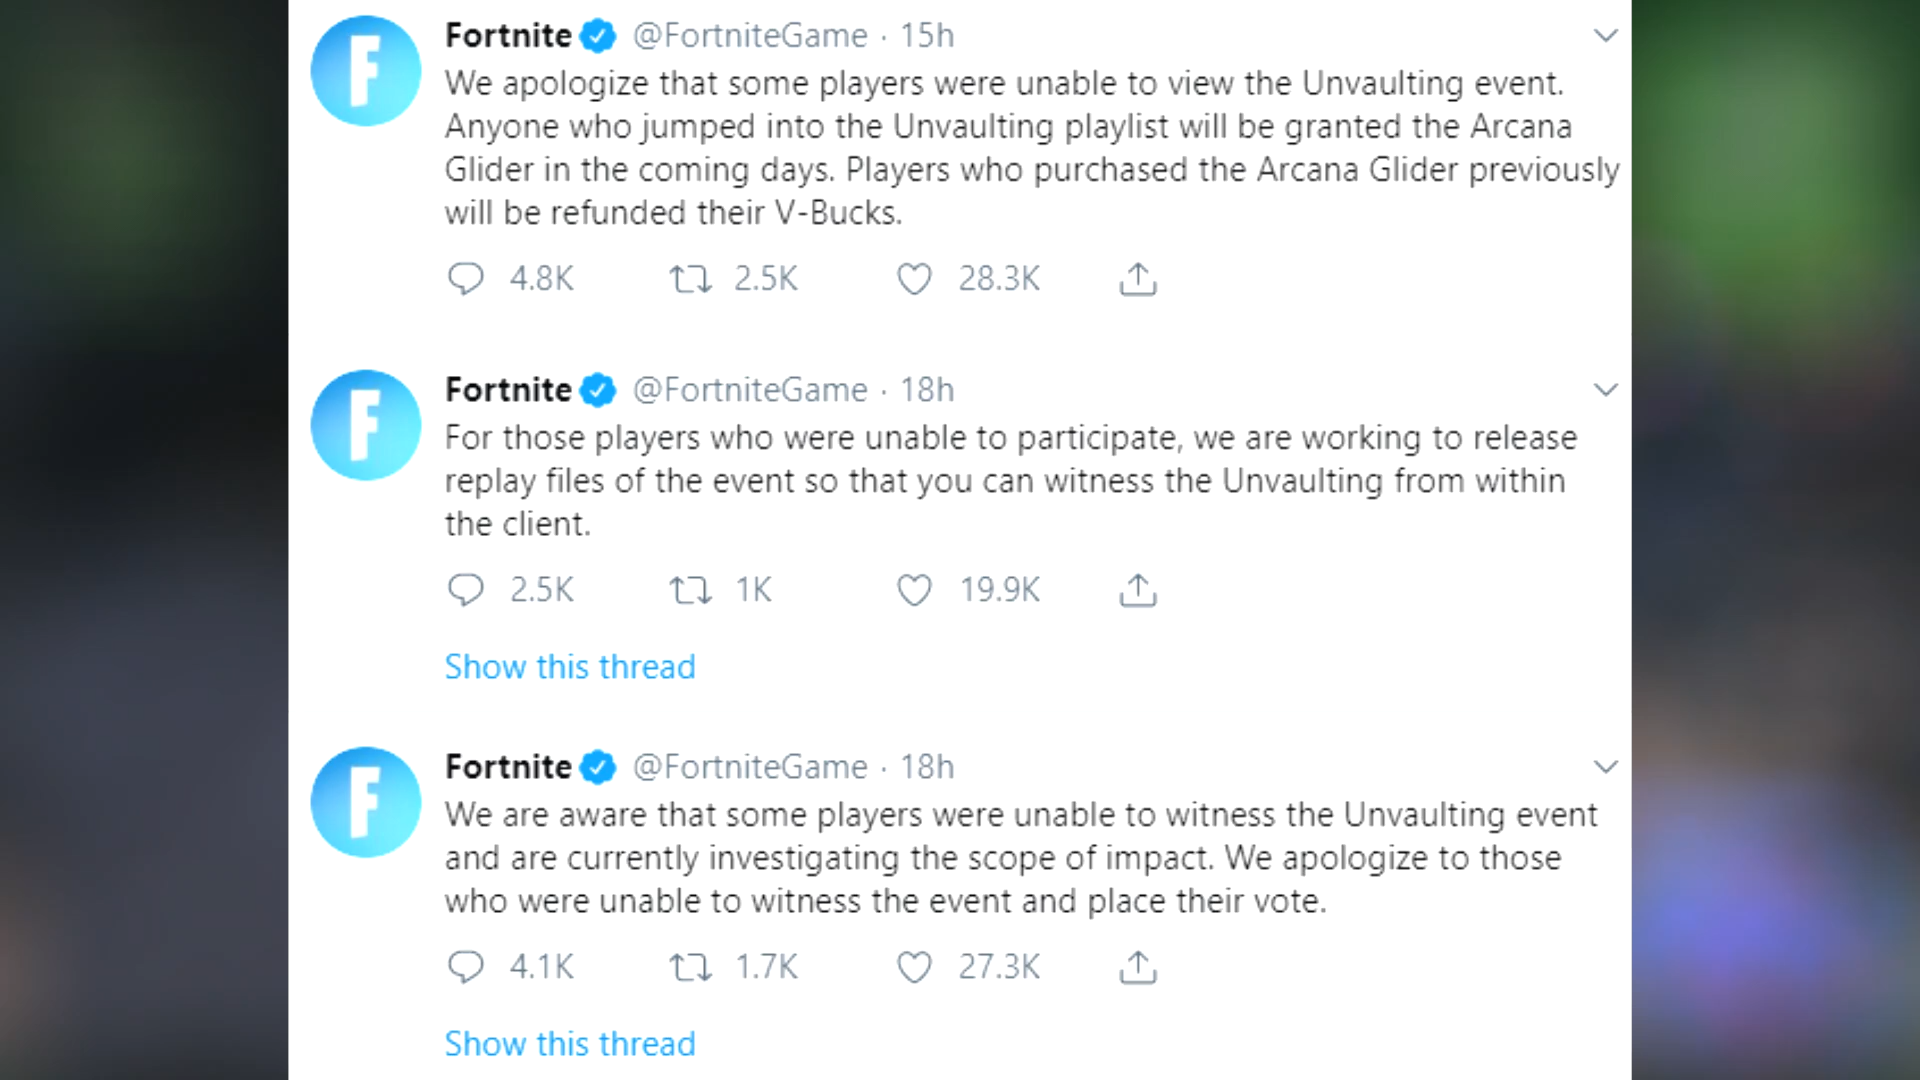 Fortnite @FortniteGame · 15h
We apologize that some players were unable to view the Unvaulting event.
Anyone who jumped into the Unvaulting playlist will be granted the Arcana
Glider in the coming days. Players who purchased the Arcana Glider previously
will be refunded their V-Bucks.
4.8K 2.5K 28.3K
Fortnite @FortniteGame · 18h
For those players who were unable to participate, we are working to release
replay files of the event so that you can witness the Unvaulting from within
the client.
2.5K 1K 19.9K
Show this thread
Fortnite @FortniteGame · 18h
We are aware that some players were unable to witness the Unvaulting event
and are currently investigating the scope of impact. We apologize to those
who were unable to witness the event and place their vote.
4.1K 1.7K 27.3K
Show this thread